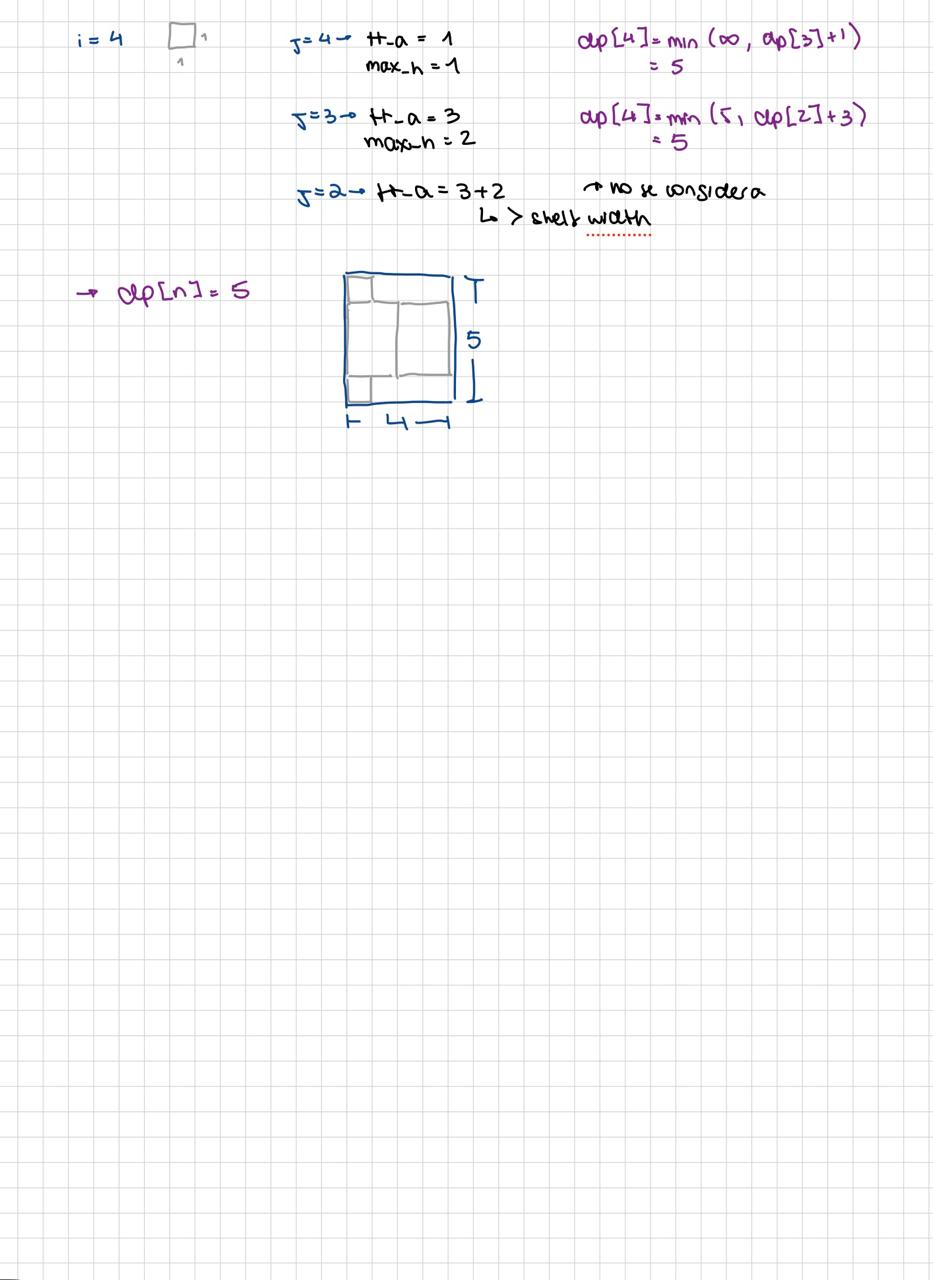 i = 4
1
1
J=4→ H_a = 1
max_h = 1
dp[4]= min (∞, dp[3]+1)
= 5
J=3→ H_a = 3
max_h = 2
dp[4]= min (5, dp[2]+3)
= 5
J=2→ H_a = 3+2
→ no se considera
↳ > shelf width
→ dp[n] = 5
5
4